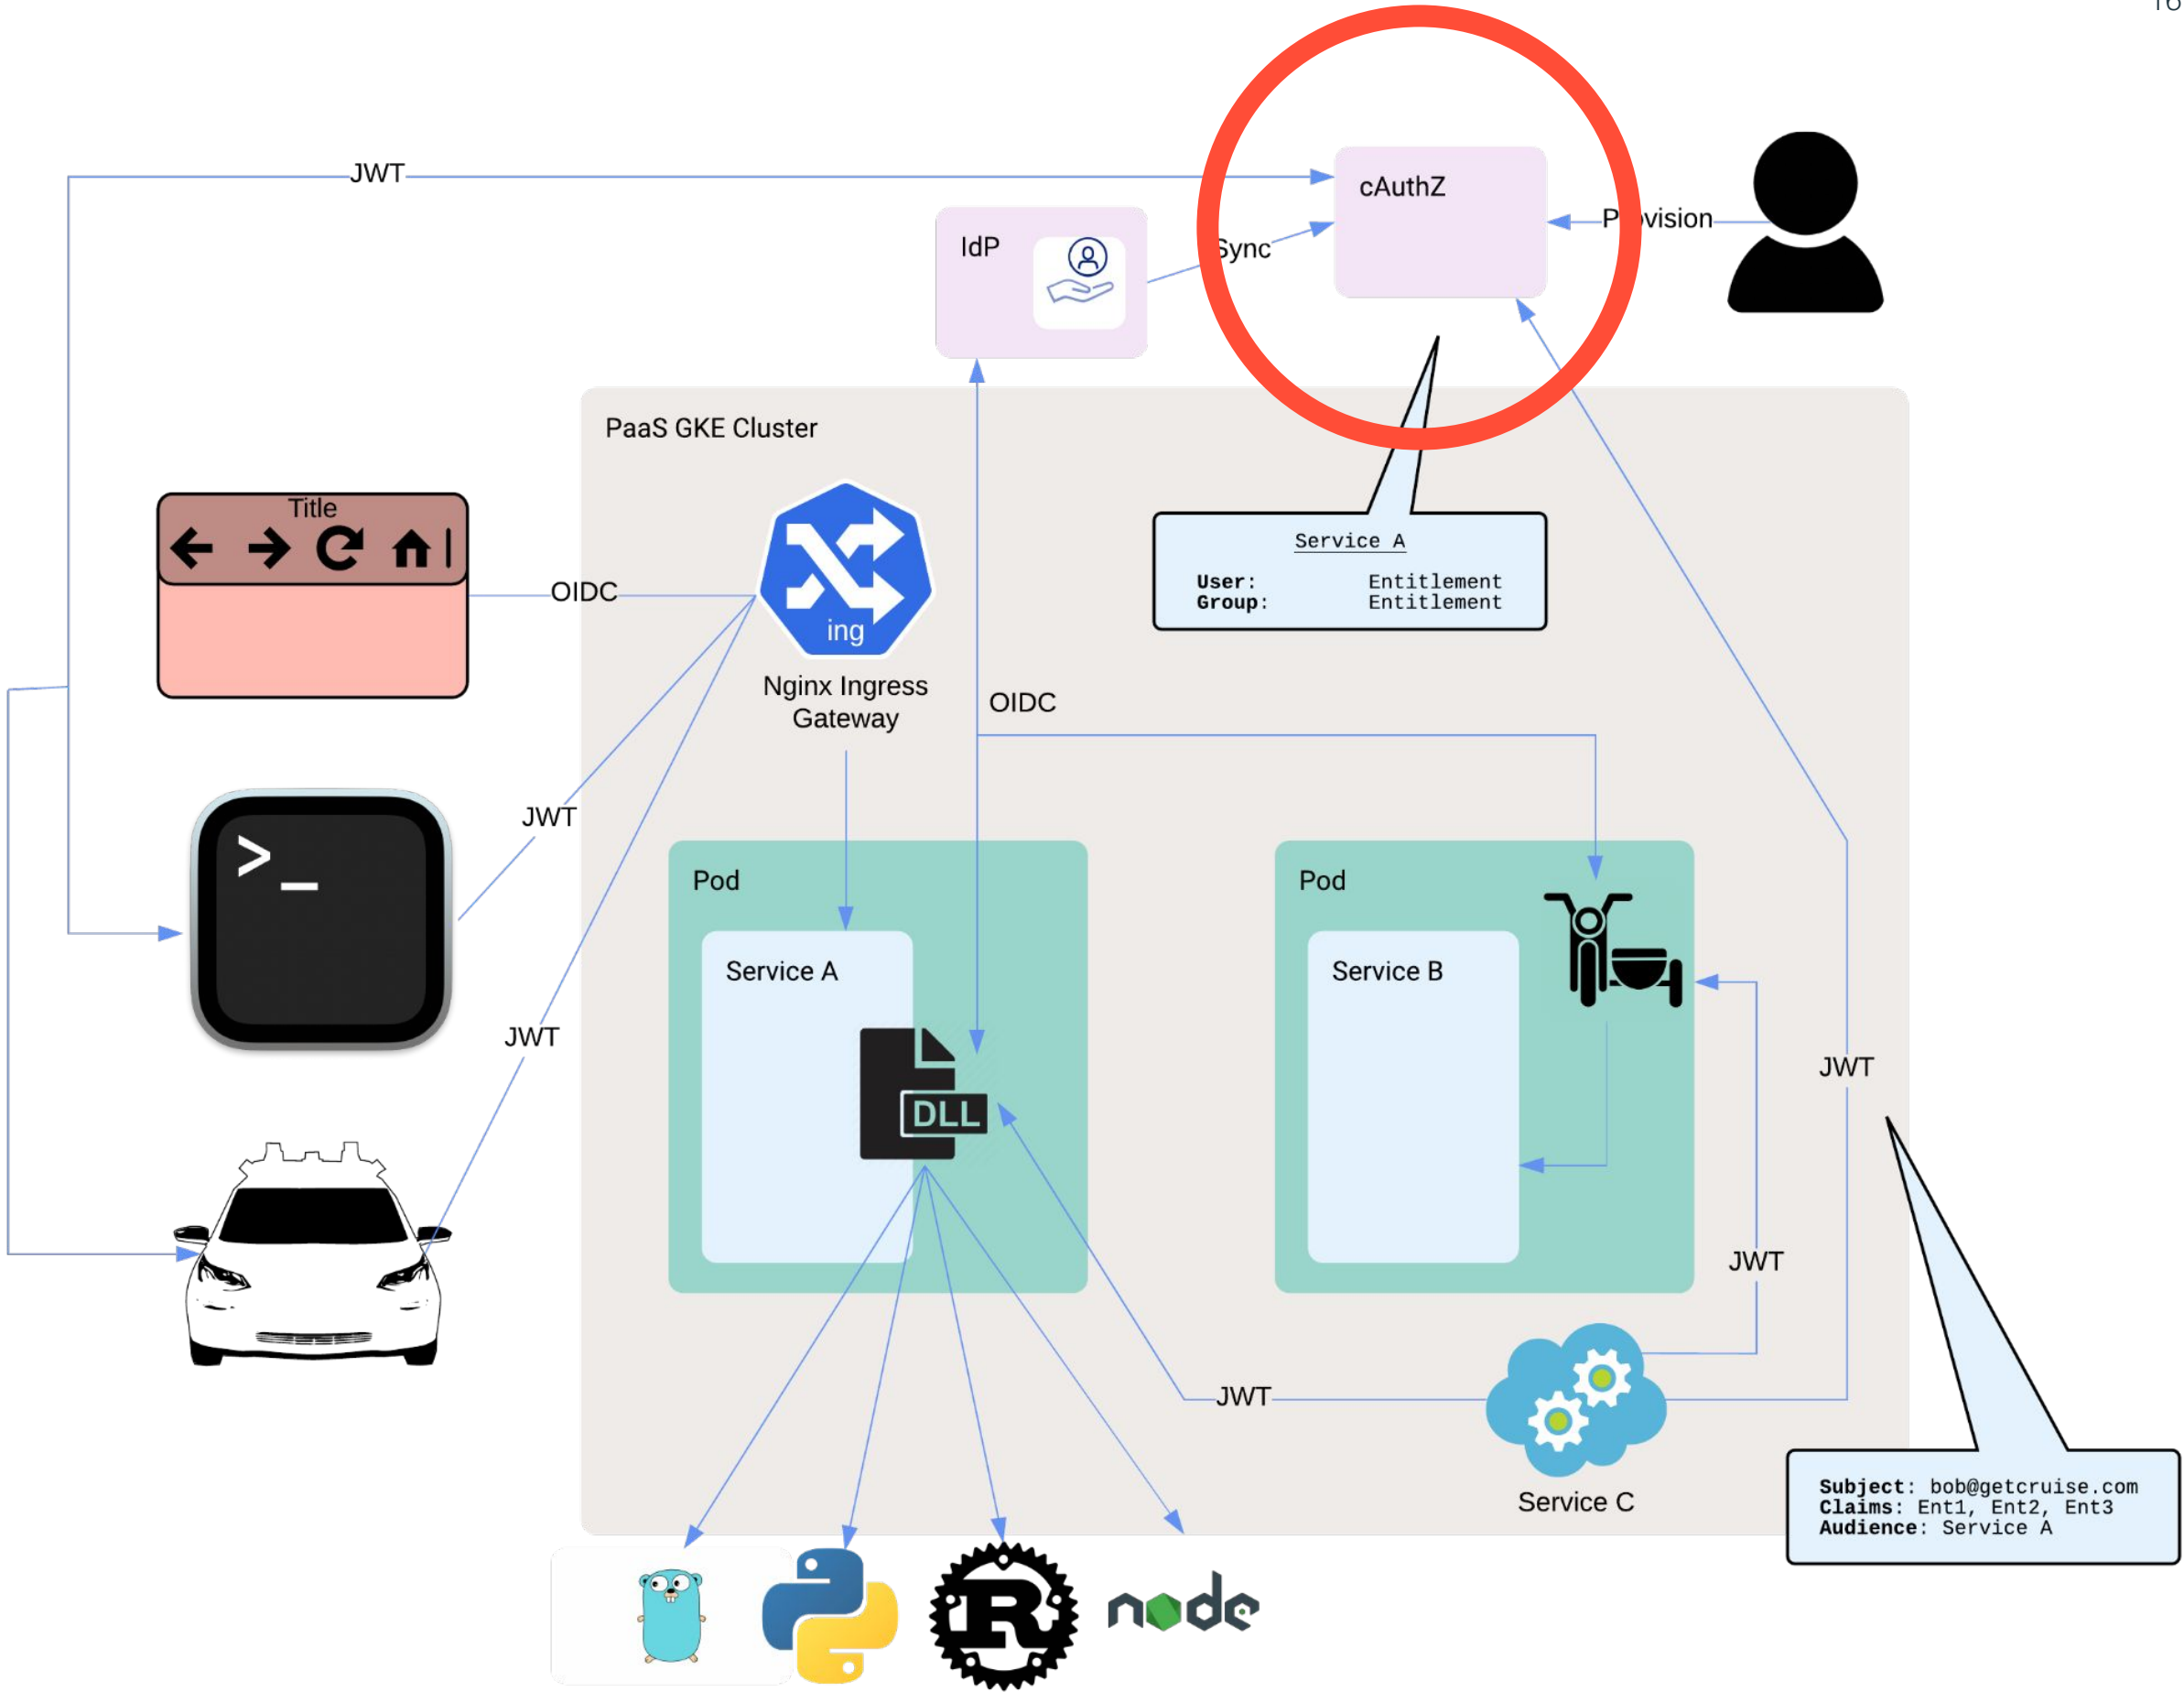 16
JWT
cAuthZ
Provision
IdP
Sync
PaaS GKE Cluster
Title
OIDC
ing
Nginx Ingress
Gateway
Service A
User: Entitlement
Group: Entitlement
OIDC
JWT
>_
Pod
Service A
DLL
Pod
Service B
JWT
JWT
JWT
JWT
Service C
Subject: bob@getcruise.com
Claims: Ent1, Ent2, Ent3
Audience: Service A
R
node